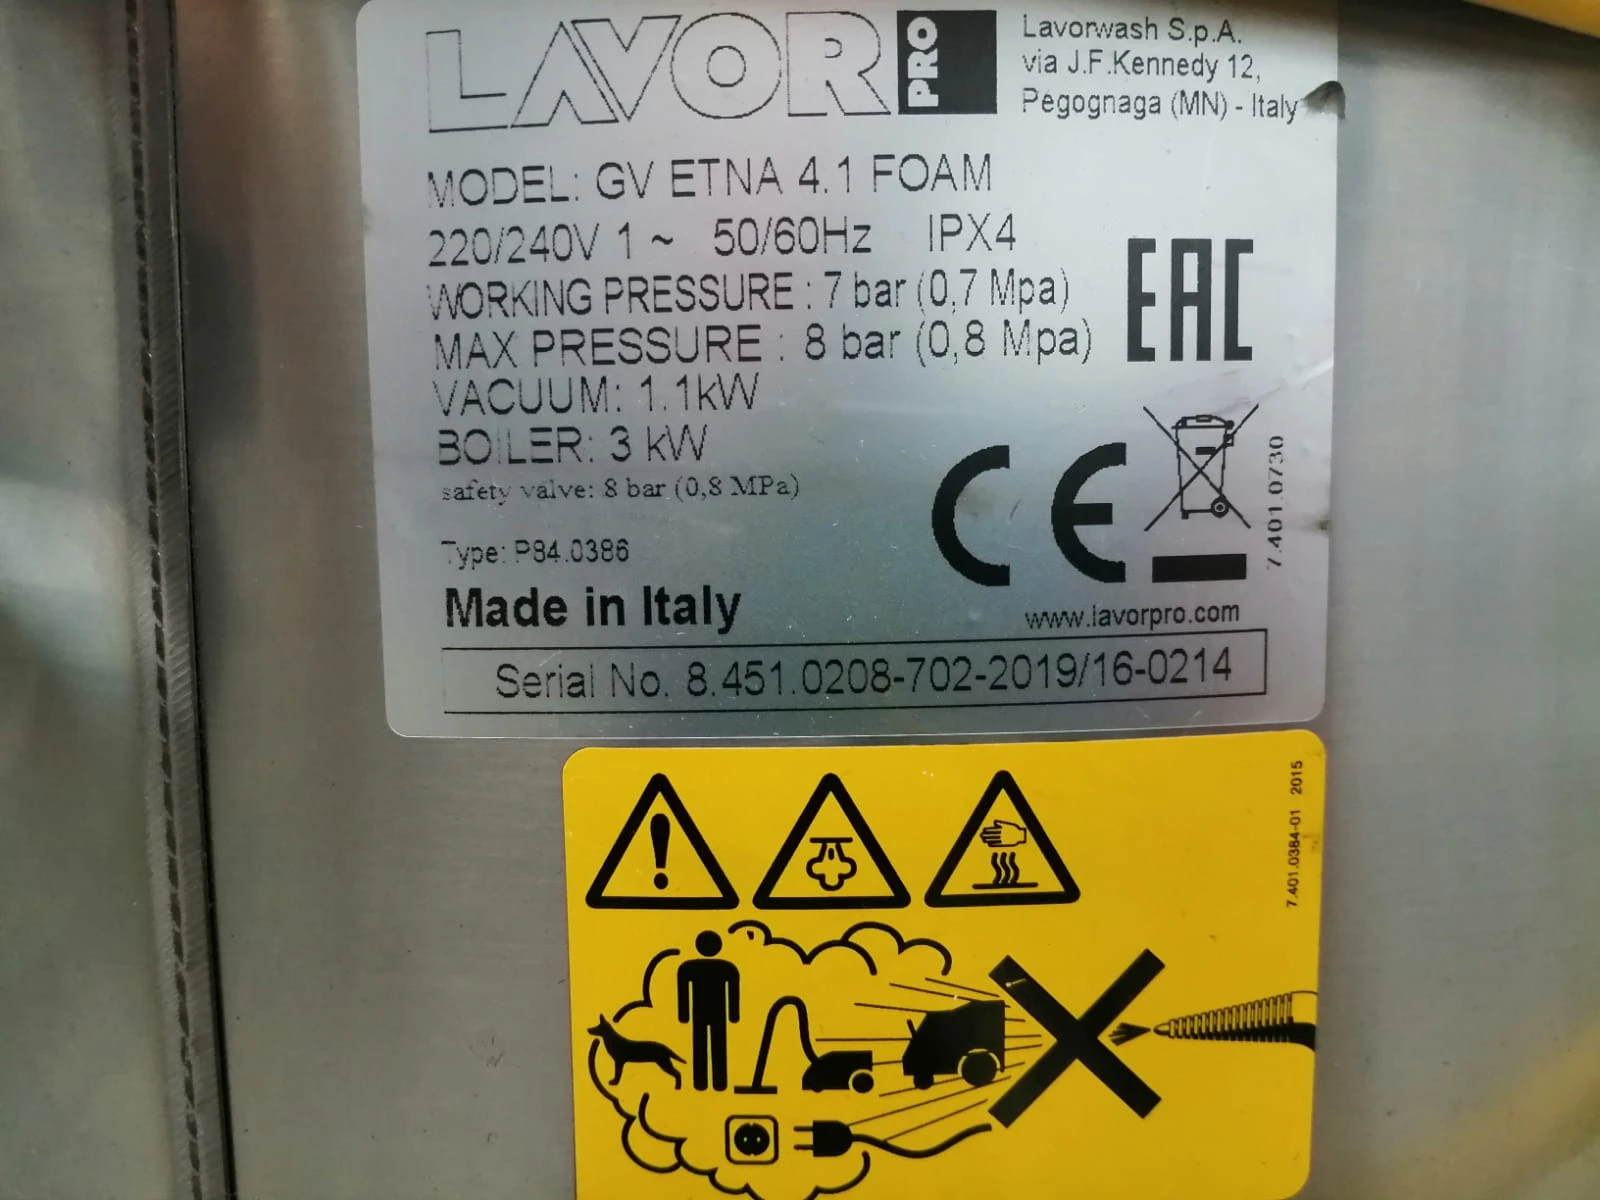 LAVOR PRO
Lavorwash S.p.A.
via J.F.Kennedy 12,
Pegognaga (MN) - Italy
MODEL: GV ETNA 4.1 FOAM
220/240V 1 ~ 50/60Hz IPX4
WORKING PRESSURE : 7 bar (0,7 Mpa)
MAX PRESSURE : 8 bar (0,8 Mpa)
VACUUM: 1.1kW
BOILER: 3 kW
safety valve: 8 bar (0,8 MPa)
Type: P84.0386
Made in Italy
EAC
CE
7.401.0730
www.lavorpro.com
Serial No. 8.451.0208-702-2019/16-0214
7.401.0384-01 2015